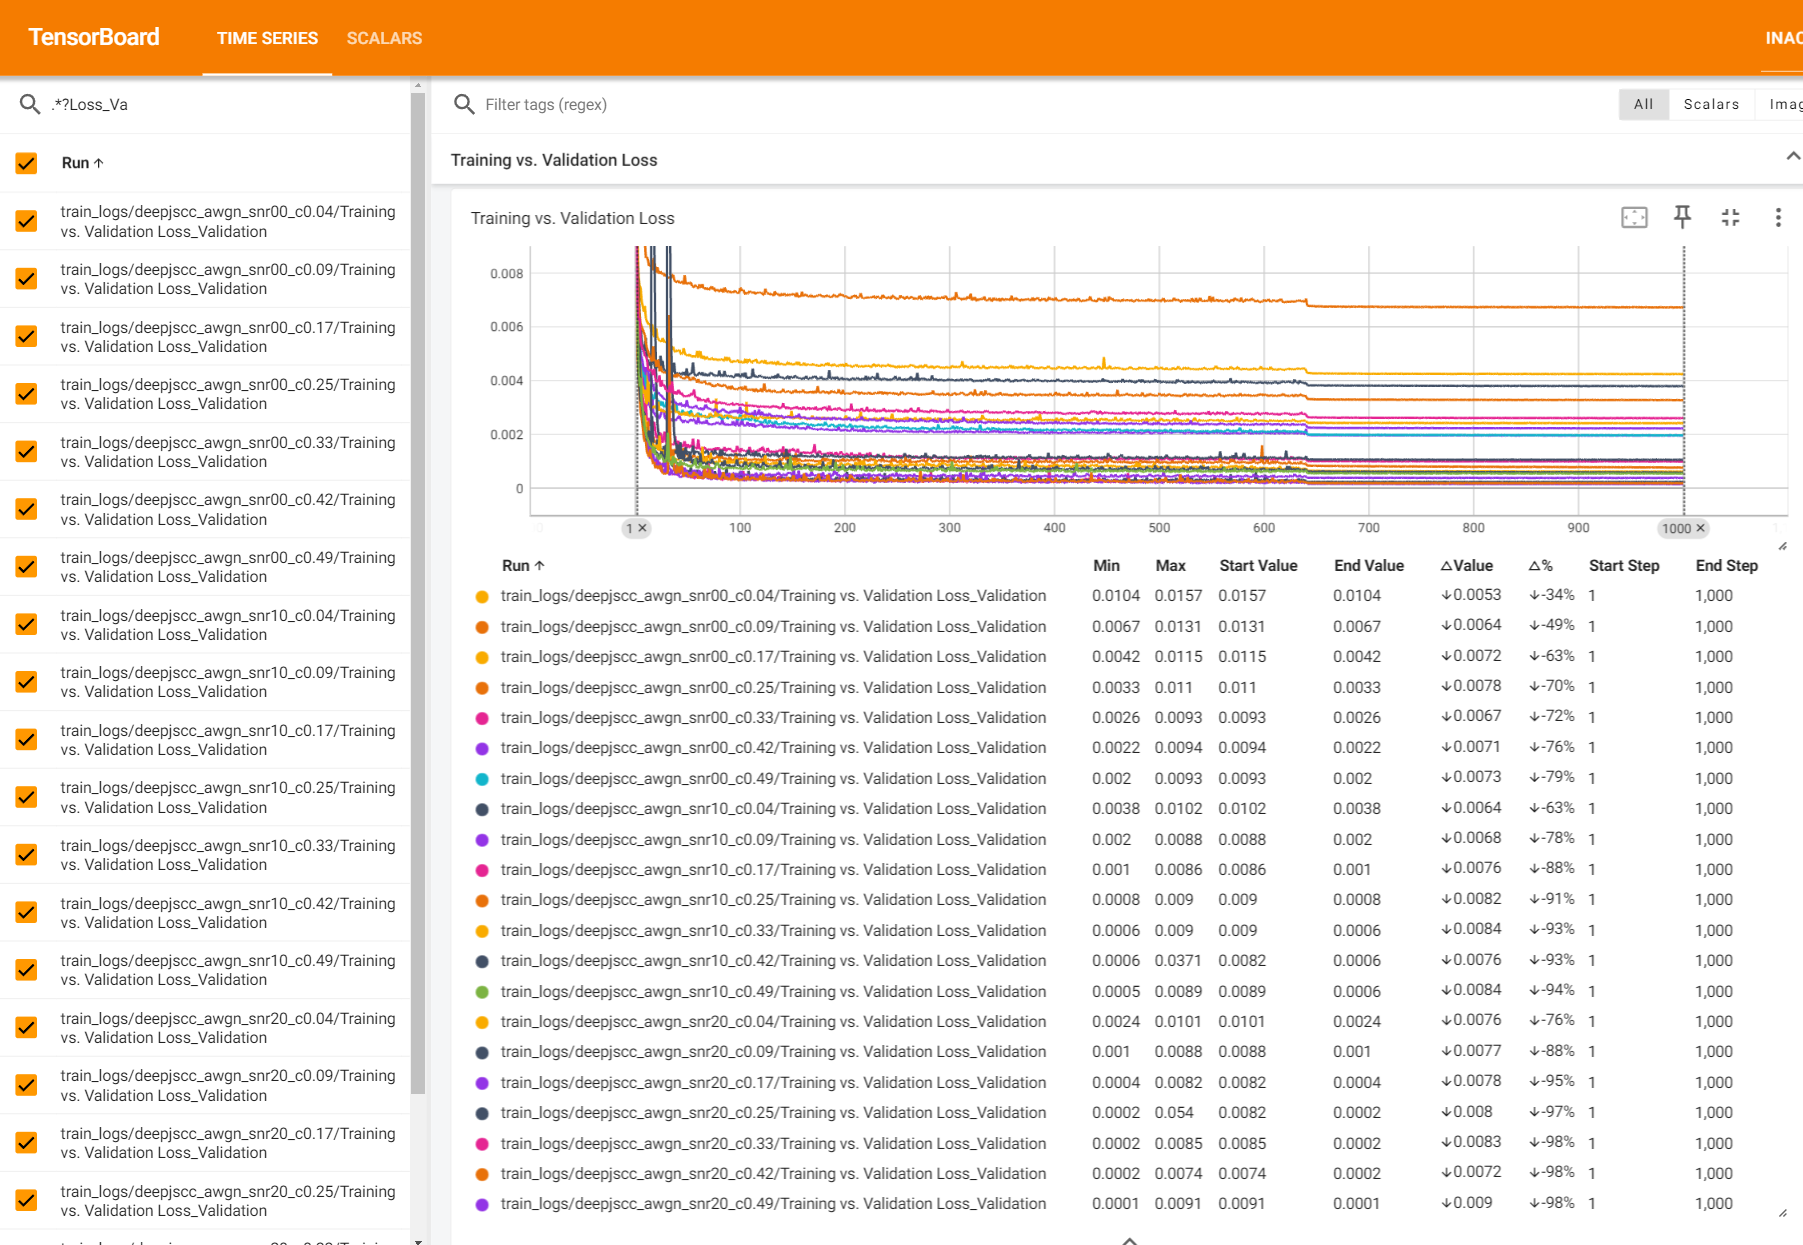 TensorBoard TIME SERIES SCALARS INAC
.*?Loss_Va
Run
train_logs/deepjscc_awgn_snr00_c0.04/Training
vs. Validation Loss_Validation
train_logs/deepjscc_awgn_snr00_c0.09/Training
vs. Validation Loss_Validation
train_logs/deepjscc_awgn_snr00_c0.17/Training
vs. Validation Loss_Validation
train_logs/deepjscc_awgn_snr00_c0.25/Training
vs. Validation Loss_Validation
train_logs/deepjscc_awgn_snr00_c0.33/Training
vs. Validation Loss_Validation
train_logs/deepjscc_awgn_snr00_c0.42/Training
vs. Validation Loss_Validation
train_logs/deepjscc_awgn_snr00_c0.49/Training
vs. Validation Loss_Validation
train_logs/deepjscc_awgn_snr10_c0.04/Training
vs. Validation Loss_Validation
train_logs/deepjscc_awgn_snr10_c0.09/Training
vs. Validation Loss_Validation
train_logs/deepjscc_awgn_snr10_c0.17/Training
vs. Validation Loss_Validation
train_logs/deepjscc_awgn_snr10_c0.25/Training
vs. Validation Loss_Validation
train_logs/deepjscc_awgn_snr10_c0.33/Training
vs. Validation Loss_Validation
train_logs/deepjscc_awgn_snr10_c0.42/Training
vs. Validation Loss_Validation
train_logs/deepjscc_awgn_snr10_c0.49/Training
vs. Validation Loss_Validation
train_logs/deepjscc_awgn_snr20_c0.04/Training
vs. Validation Loss_Validation
train_logs/deepjscc_awgn_snr20_c0.09/Training
vs. Validation Loss_Validation
train_logs/deepjscc_awgn_snr20_c0.17/Training
vs. Validation Loss_Validation
train_logs/deepjscc_awgn_snr20_c0.25/Training
vs. Validation Loss_Validation
Filter tags (regex) All Scalars Imag
Training vs. Validation Loss
Training vs. Validation Loss
0.008
0.006
0.004
0.002
0
1 × 100 200 300 400 500 600 700 800 900 1000 ×
Run ↑ Min Max Start Value End Value △Value △% Start Step End Step
train_logs/deepjscc_awgn_snr00_c0.04/Training vs. Validation Loss_Validation 0.0104 0.0157 0.0157 0.0104 ↓0.0053 ↓-34% 1 1,000
train_logs/deepjscc_awgn_snr00_c0.09/Training vs. Validation Loss_Validation 0.0067 0.0131 0.0131 0.0067 ↓0.0064 ↓-49% 1 1,000
train_logs/deepjscc_awgn_snr00_c0.17/Training vs. Validation Loss_Validation 0.0042 0.0115 0.0115 0.0042 ↓0.0072 ↓-63% 1 1,000
train_logs/deepjscc_awgn_snr00_c0.25/Training vs. Validation Loss_Validation 0.0033 0.011 0.011 0.0033 ↓0.0078 ↓-70% 1 1,000
train_logs/deepjscc_awgn_snr00_c0.33/Training vs. Validation Loss_Validation 0.0026 0.0093 0.0093 0.0026 ↓0.0067 ↓-72% 1 1,000
train_logs/deepjscc_awgn_snr00_c0.42/Training vs. Validation Loss_Validation 0.0022 0.0094 0.0094 0.0022 ↓0.0071 ↓-76% 1 1,000
train_logs/deepjscc_awgn_snr00_c0.49/Training vs. Validation Loss_Validation 0.002 0.0093 0.0093 0.002 ↓0.0073 ↓-79% 1 1,000
train_logs/deepjscc_awgn_snr10_c0.04/Training vs. Validation Loss_Validation 0.0038 0.0102 0.0102 0.0038 ↓0.0064 ↓-63% 1 1,000
train_logs/deepjscc_awgn_snr10_c0.09/Training vs. Validation Loss_Validation 0.002 0.0088 0.0088 0.002 ↓0.0068 ↓-78% 1 1,000
train_logs/deepjscc_awgn_snr10_c0.17/Training vs. Validation Loss_Validation 0.001 0.0086 0.0086 0.001 ↓0.0076 ↓-88% 1 1,000
train_logs/deepjscc_awgn_snr10_c0.25/Training vs. Validation Loss_Validation 0.0008 0.009 0.009 0.0008 ↓0.0082 ↓-91% 1 1,000
train_logs/deepjscc_awgn_snr10_c0.33/Training vs. Validation Loss_Validation 0.0006 0.009 0.009 0.0006 ↓0.0084 ↓-93% 1 1,000
train_logs/deepjscc_awgn_snr10_c0.42/Training vs. Validation Loss_Validation 0.0006 0.0371 0.0082 0.0006 ↓0.0076 ↓-93% 1 1,000
train_logs/deepjscc_awgn_snr10_c0.49/Training vs. Validation Loss_Validation 0.0005 0.0089 0.0089 0.0006 ↓0.0084 ↓-94% 1 1,000
train_logs/deepjscc_awgn_snr20_c0.04/Training vs. Validation Loss_Validation 0.0024 0.0101 0.0101 0.0024 ↓0.0076 ↓-76% 1 1,000
train_logs/deepjscc_awgn_snr20_c0.09/Training vs. Validation Loss_Validation 0.001 0.0088 0.0088 0.001 ↓0.0077 ↓-88% 1 1,000
train_logs/deepjscc_awgn_snr20_c0.17/Training vs. Validation Loss_Validation 0.0004 0.0082 0.0082 0.0004 ↓0.0078 ↓-95% 1 1,000
train_logs/deepjscc_awgn_snr20_c0.25/Training vs. Validation Loss_Validation 0.0002 0.054 0.0082 0.0002 ↓0.008 ↓-97% 1 1,000
train_logs/deepjscc_awgn_snr20_c0.33/Training vs. Validation Loss_Validation 0.0002 0.0085 0.0085 0.0002 ↓0.0083 ↓-98% 1 1,000
train_logs/deepjscc_awgn_snr20_c0.42/Training vs. Validation Loss_Validation 0.0002 0.0074 0.0074 0.0002 ↓0.0072 ↓-98% 1 1,000
train_logs/deepjscc_awgn_snr20_c0.49/Training vs. Validation Loss_Validation 0.0001 0.0091 0.0091 0.0001 ↓0.009 ↓-98% 1 1,000